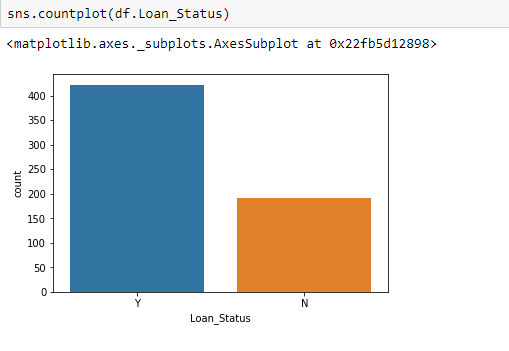 sns.countplot(df.Loan_Status)
<matplotlib.axes._subplots.AxesSubplot at 0x22fb5d12898>
400
350
300
250
200
150
100
50
0
count
Y N
Loan_Status